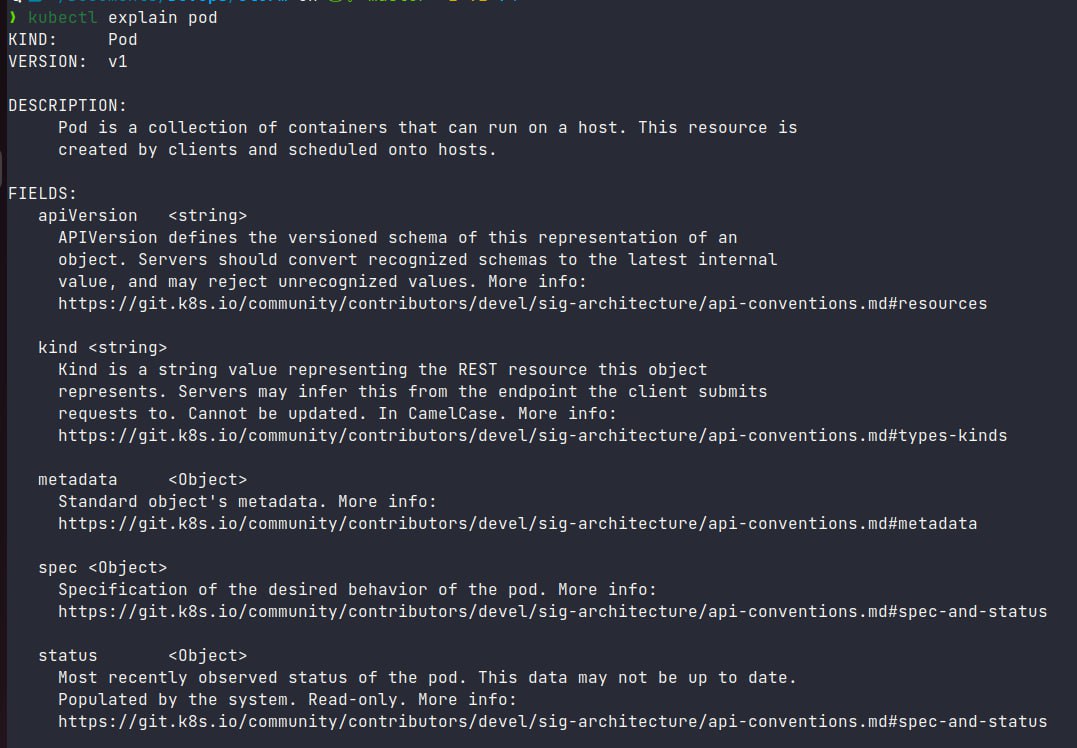 ❯ kubectl explain pod
KIND:     Pod
VERSION:  v1
DESCRIPTION:
     Pod is a collection of containers that can run on a host. This resource is
     created by clients and scheduled onto hosts.
FIELDS:
   apiVersion   <string>
     APIVersion defines the versioned schema of this representation of an
     object. Servers should convert recognized schemas to the latest internal
     value, and may reject unrecognized values. More info:
     https://git.k8s.io/community/contributors/devel/sig-architecture/api-conventions.md#resources
   kind <string>
     Kind is a string value representing the REST resource this object
     represents. Servers may infer this from the endpoint the client submits
     requests to. Cannot be updated. In CamelCase. More info:
     https://git.k8s.io/community/contributors/devel/sig-architecture/api-conventions.md#types-kinds
   metadata     <Object>
     Standard object's metadata. More info:
     https://git.k8s.io/community/contributors/devel/sig-architecture/api-conventions.md#metadata
   spec <Object>
     Specification of the desired behavior of the pod. More info:
     https://git.k8s.io/community/contributors/devel/sig-architecture/api-conventions.md#spec-and-status
   status       <Object>
     Most recently observed status of the pod. This data may not be up to date.
     Populated by the system. Read-only. More info:
     https://git.k8s.io/community/contributors/devel/sig-architecture/api-conventions.md#spec-and-status